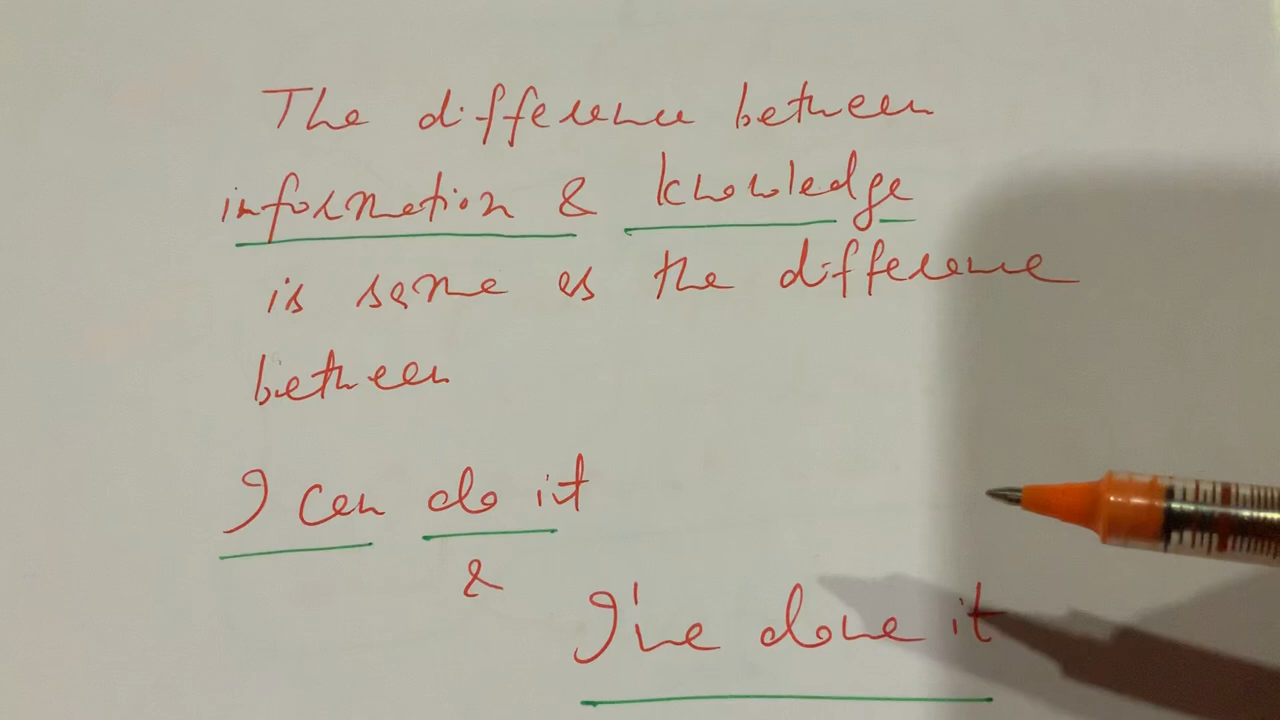 The difference between
information & knowledge
is same as the difference
between
I can do it
&
I've done it